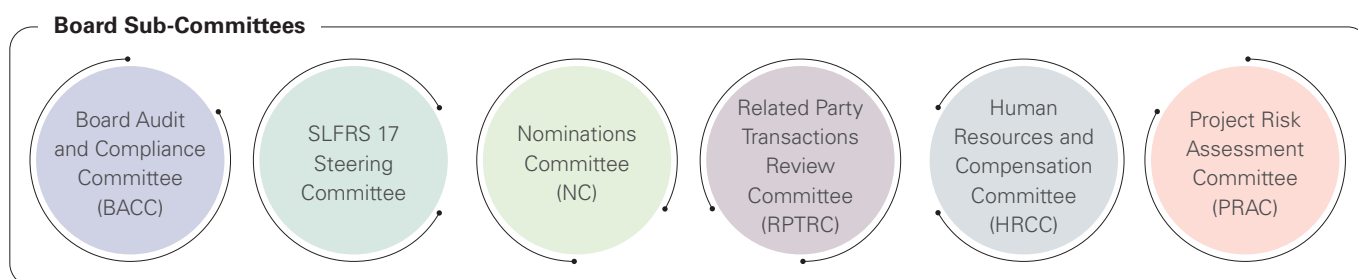 Board Sub-Committees
Board Audit
and Compliance
Committee
(BACC)
SLFRS 17
Steering
Committee
Nominations
Committee
(NC)
Related Party
Transactions
Review
Committee
(RPTRC)
Human
Resources and
Compensation
Committee
(HRCC)
Project Risk
Assessment
Committee
(PRAC)